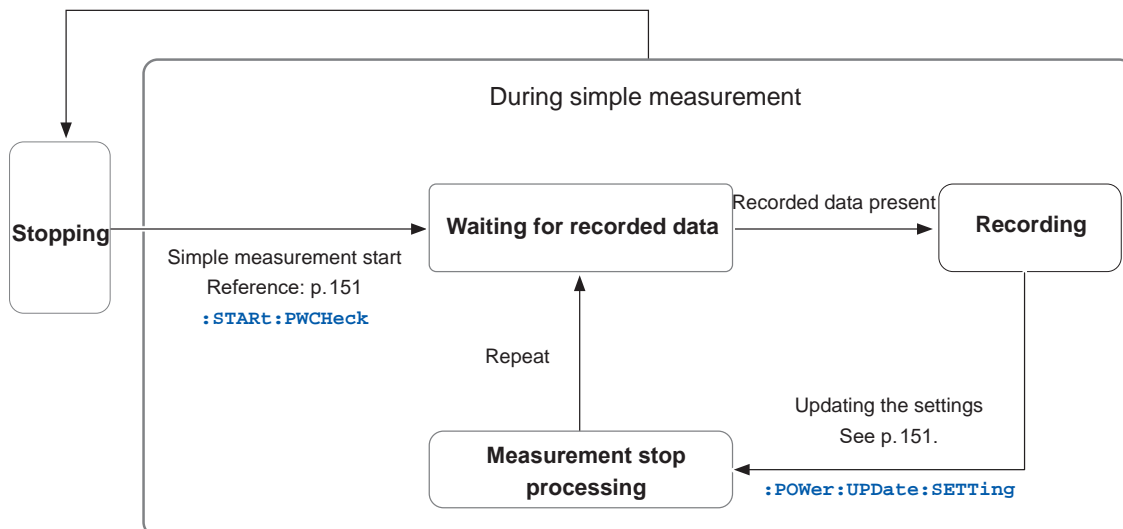 During simple measurement
Stopping
Waiting for recorded data
Recorded data present
Recording
Simple measurement start
Reference: p.151
:STARt:PWCHeck
Repeat
Updating the settings
See p.151.
Measurement stop
processing
:POWer:UPDate:SETTing